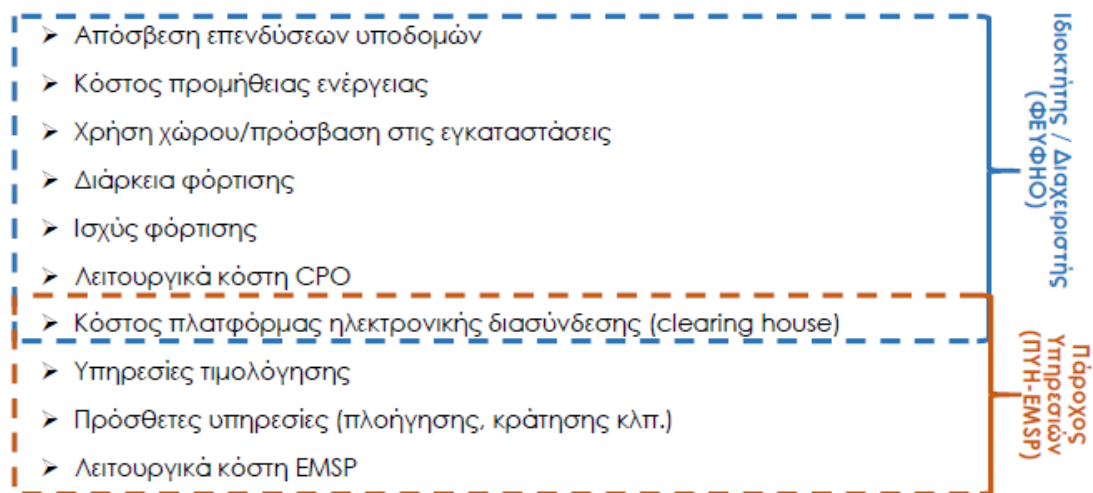 ➤ Απόσβεση επενδύσεων υποδομών
➤ Κόστος προμήθειας ενέργειας
➤ Χρήση χώρου/πρόσβαση στις εγκαταστάσεις
➤ Διάρκεια φόρτισης
➤ Ισχύς φόρτισης
➤ Λειτουργικά κόστη CPO
➤ Κόστος πλατφόρμας ηλεκτρονικής διασύνδεσης (clearing house)
➤ Υπηρεσίες τιμολόγησης
➤ Πρόσθετες υπηρεσίες (πλοήγησης, κράτησης κλπ.)
➤ Λειτουργικά κόστη EMSP
Ιδιοκτήτης / Διαχειριστής
(ΦΕΥΦΗΟ)
Πάροχος
Υπηρεσιών
(ΠΥΗ-EMSP)